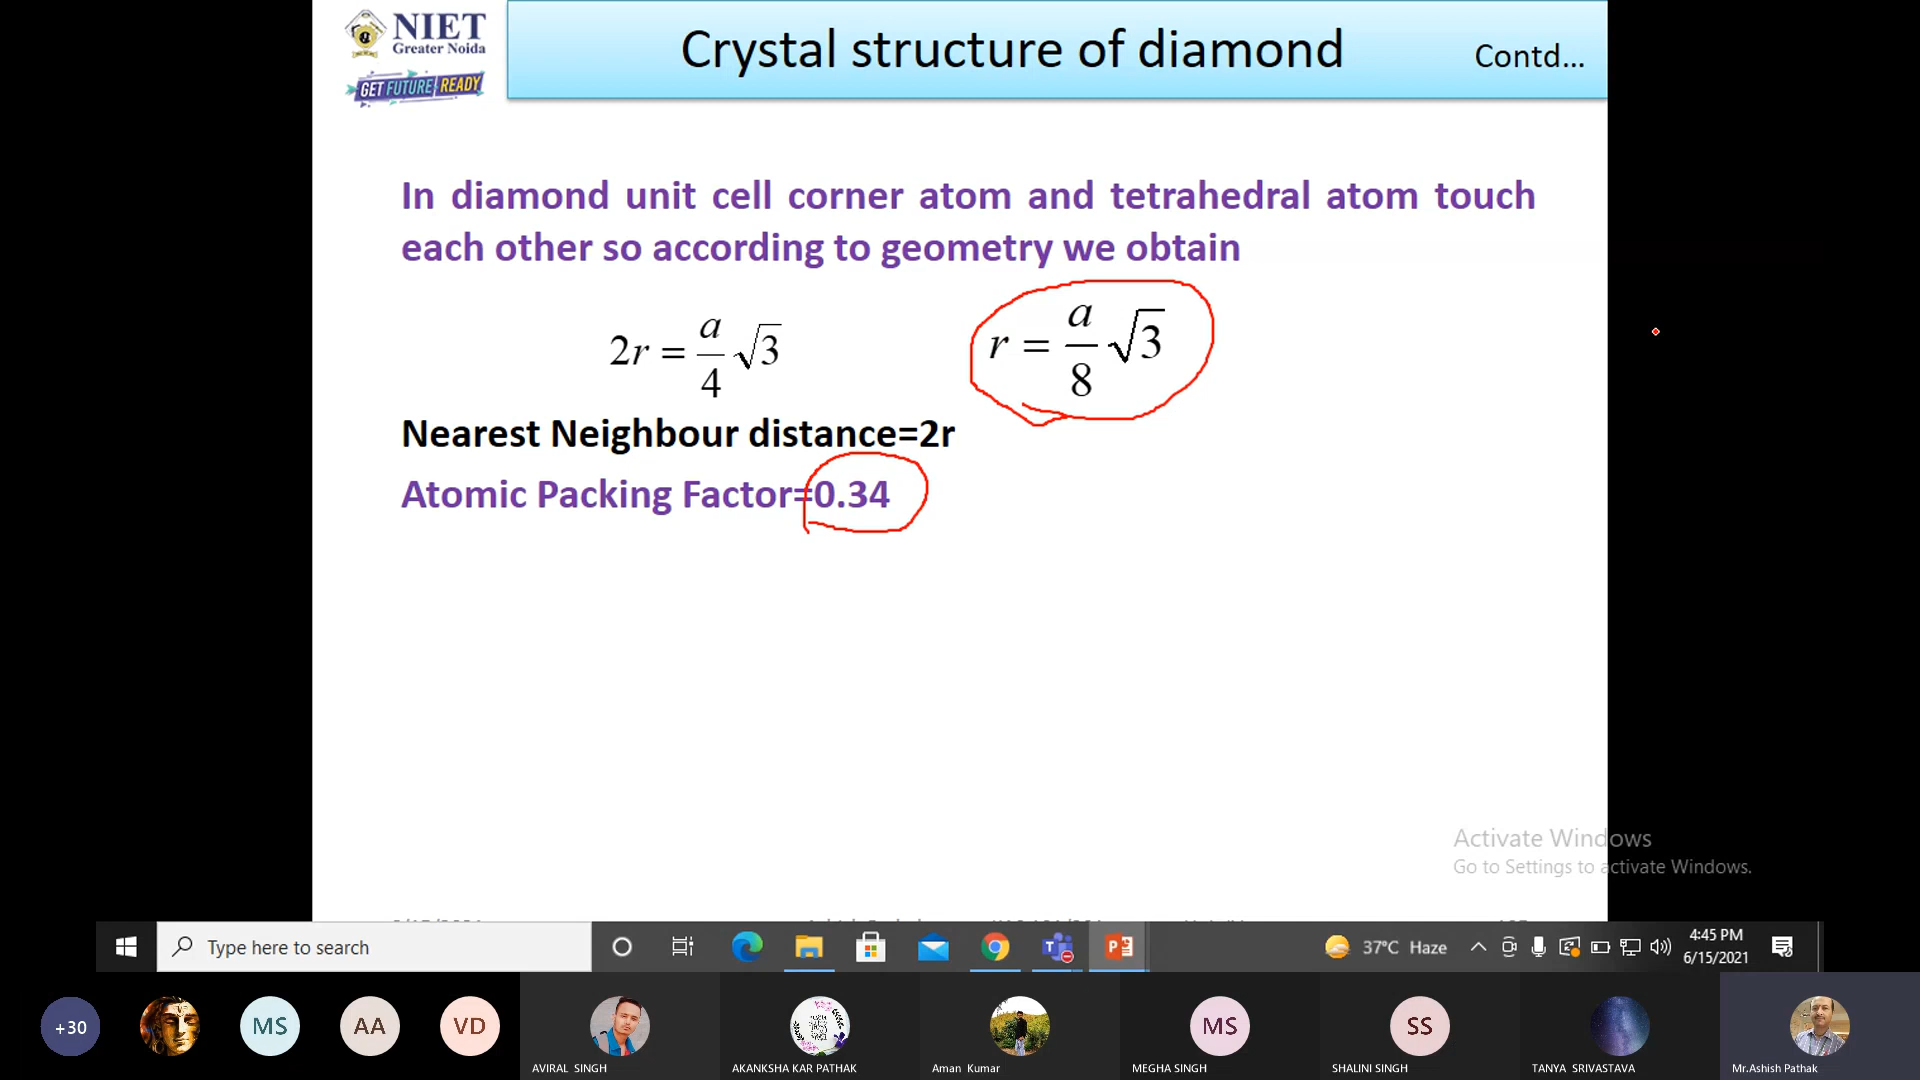 NIET
Greater Noida
GET FUTURE READY
Crystal structure of diamond
Contd...
In diamond unit cell corner atom and tetrahedral atom touch
each other so according to geometry we obtain
2r = a/4 √3
r = a/8 √3
Nearest Neighbour distance=2r
Atomic Packing Factor=0.34
Activate Windows
Go to Settings to activate Windows.
Type here to search
37°C Haze
4:45 PM
6/15/2021
+30
MS
AA
VD
MS
SS
AVIRAL SINGH
AKANKSHA KAR PATHAK
Aman Kumar
MEGHA SINGH
SHALINI SINGH
TANYA SRIVASTAVA
Mr.Ashish Pathak